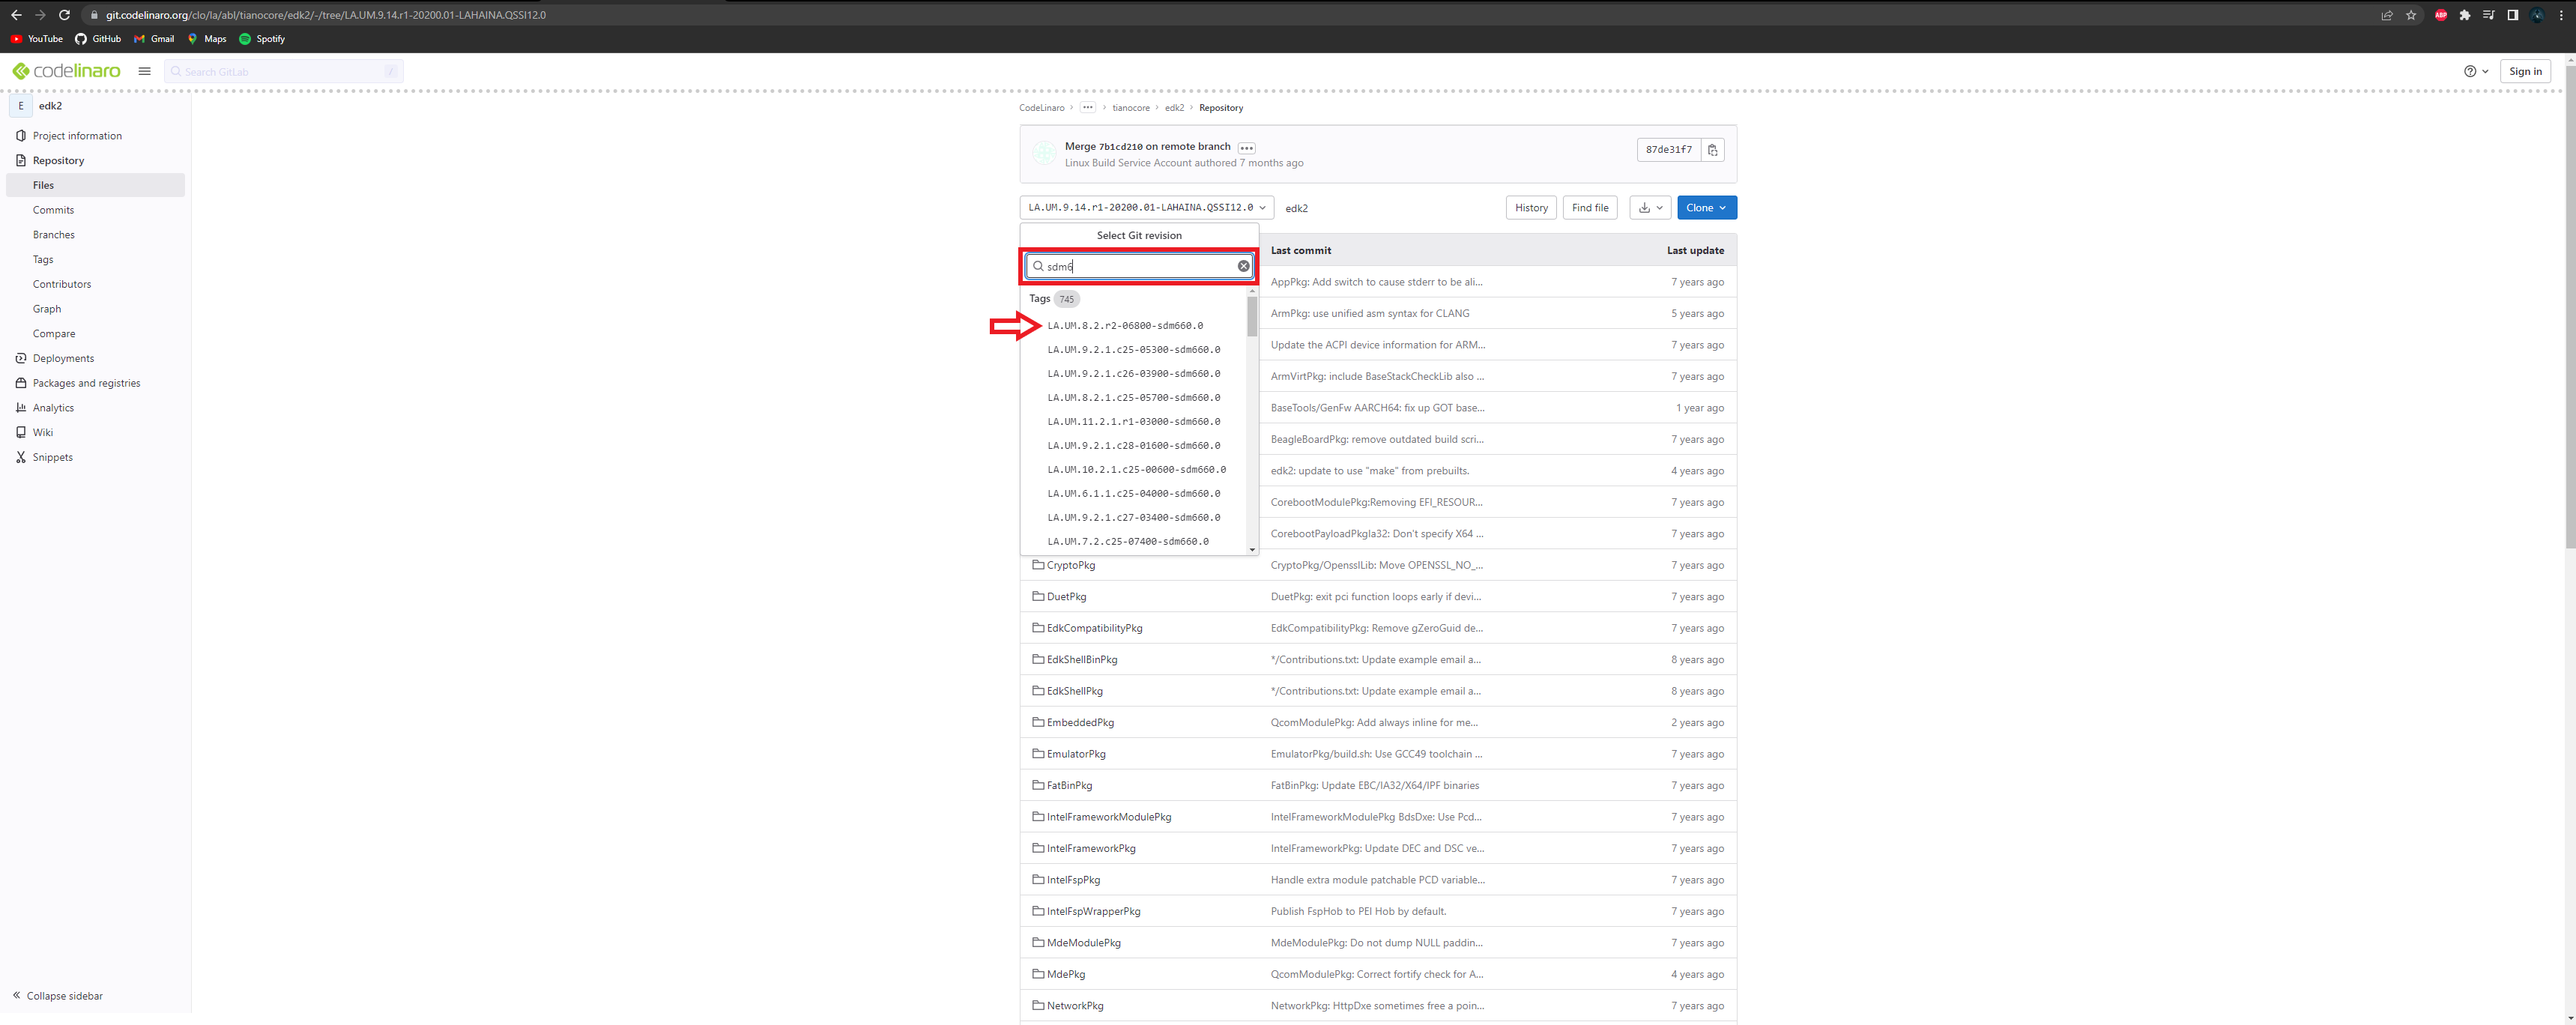 git.codelinaro.org/clo/la/abl/tianocore/edk2/-/tree/LA.UM.9.14.r1-20200.01-LAHAINA.QSSI12.0
ABP
YouTube GitHub Gmail Maps Spotify
codelinaro Search GitLab / Sign in
E edk2
CodeLinaro > ••• > tianocore > edk2 > Repository
Project information
Repository
Files
Commits
Branches
Tags
Contributors
Graph
Compare
Deployments
Packages and registries
Analytics
Wiki
Snippets
Collapse sidebar
Merge 7b1cd210 on remote branch •••
Linux Build Service Account authored 7 months ago
87de31f7
LA.UM.9.14.r1-20200.01-LAHAINA.QSSI12.0 edk2 History Find file Clone
Select Git revision
sdm6
Tags 745
LA.UM.8.2.r2-06800-sdm660.0
LA.UM.9.2.1.c25-05300-sdm660.0
LA.UM.9.2.1.c26-03900-sdm660.0
LA.UM.8.2.1.c25-05700-sdm660.0
LA.UM.11.2.1.r1-03000-sdm660.0
LA.UM.9.2.1.c28-01600-sdm660.0
LA.UM.10.2.1.c25-00600-sdm660.0
LA.UM.6.1.1.c25-04000-sdm660.0
LA.UM.9.2.1.c27-03400-sdm660.0
LA.UM.7.2.c25-07400-sdm660.0
Last commit Last update
AppPkg: Add switch to cause stderr to be ali... 7 years ago
ArmPkg: use unified asm syntax for CLANG 5 years ago
Update the ACPI device information for ARM... 7 years ago
ArmVirtPkg: include BaseStackCheckLib also ... 7 years ago
BaseTools/GenFw AARCH64: fix up GOT base... 1 year ago
BeagleBoardPkg: remove outdated build scri... 7 years ago
edk2: update to use "make" from prebuilts. 4 years ago
CorebootModulePkg:Removing EFI_RESOUR... 7 years ago
CorebootPayloadPkgIa32: Don't specify X64 ... 7 years ago
CryptoPkg CryptoPkg/OpensslLib: Move OPENSSL_NO_... 7 years ago
DuetPkg DuetPkg: exit pci function loops early if devi... 7 years ago
EdkCompatibilityPkg EdkCompatibilityPkg: Remove gZeroGuid de... 7 years ago
EdkShellBinPkg */Contributions.txt: Update example email a... 8 years ago
EdkShellPkg */Contributions.txt: Update example email a... 8 years ago
EmbeddedPkg QcomModulePkg: Add always inline for me... 2 years ago
EmulatorPkg EmulatorPkg/build.sh: Use GCC49 toolchain ... 7 years ago
FatBinPkg FatBinPkg: Update EBC/IA32/X64/IPF binaries 7 years ago
IntelFrameworkModulePkg IntelFrameworkModulePkg BdsDxe: Use Pcd... 7 years ago
IntelFrameworkPkg IntelFrameworkPkg: Update DEC and DSC ve... 7 years ago
IntelFspPkg Handle extra module patchable PCD variable... 7 years ago
IntelFspWrapperPkg Publish FspHob to PEI Hob by default. 7 years ago
MdeModulePkg MdeModulePkg: Do not dump NULL paddin... 7 years ago
MdePkg QcomModulePkg: Correct fortify check for A... 4 years ago
NetworkPkg NetworkPkg: HttpDxe sometimes free a poin... 7 years ago